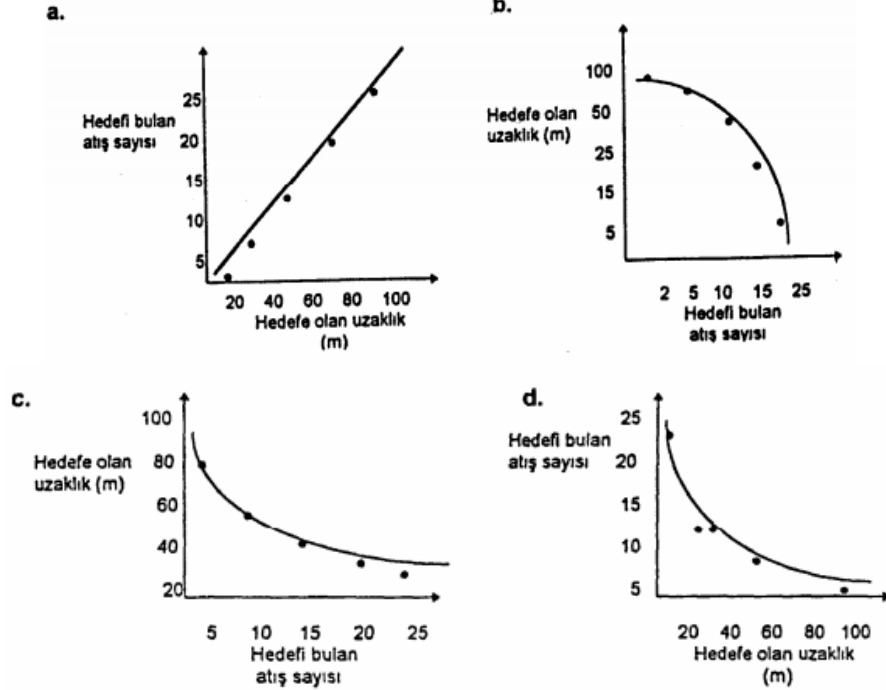 a.
25
Hedefi bulan
atış sayısı
20
15
10
5
20 40 60 80 100
Hedefe olan uzaklık
(m)
b.
100
Hedefe olan
uzaklık (m)
50
25
15
5
2 5 10 15 25
Hedefi bulan
atış sayısı
c.
100
Hedefe olan
uzaklık (m)
80
60
40
20
5 10 15 20 25
Hedefi bulan
atış sayısı
d.
25
Hedefi bulan
atış sayısı
20
15
10
5
20 40 60 80 100
Hedefe olan uzaklık
(m)